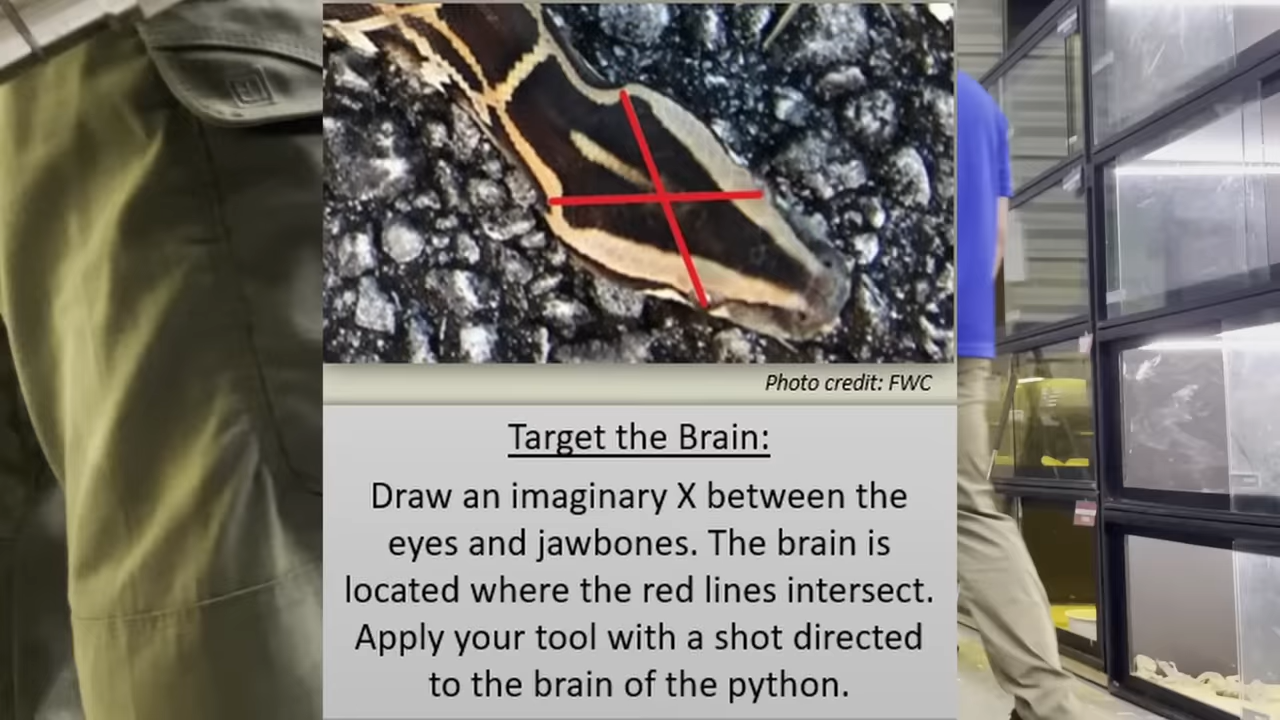 Photo credit: FWC
Target the Brain:
Draw an imaginary X between the
eyes and jawbones. The brain is
located where the red lines intersect.
Apply your tool with a shot directed
to the brain of the python.